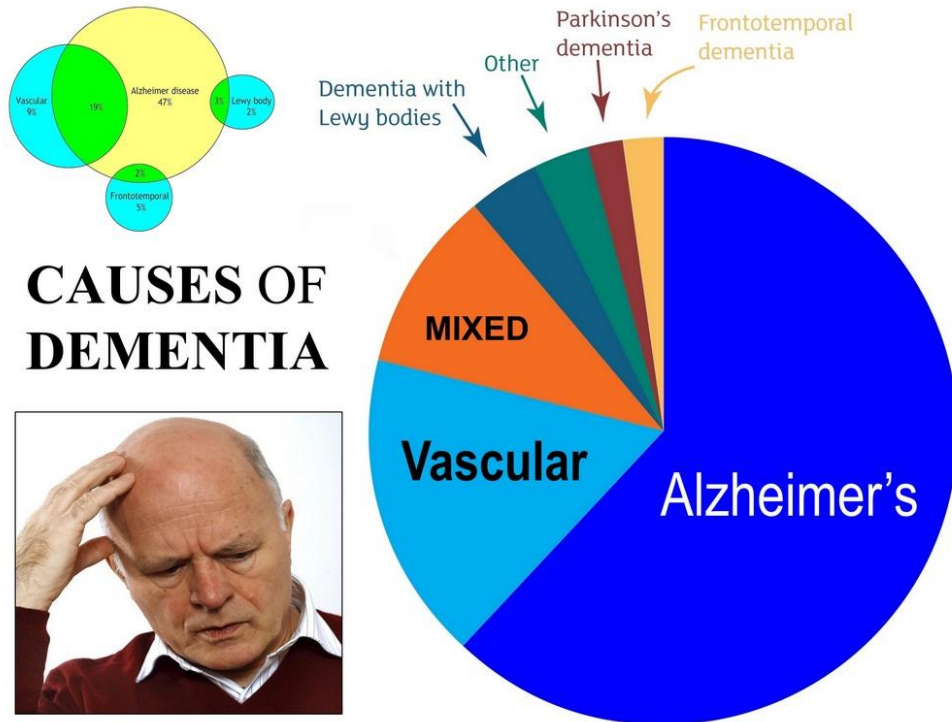 Alzheimer disease
47%
Vascular
9%
19%
3%
Lewy body
2%
2%
Frontotemporal
5%
CAUSES OF
DEMENTIA
Dementia with
Lewy bodies
Other
Parkinson's
dementia
Frontotemporal
dementia
MIXED
Vascular
Alzheimer's